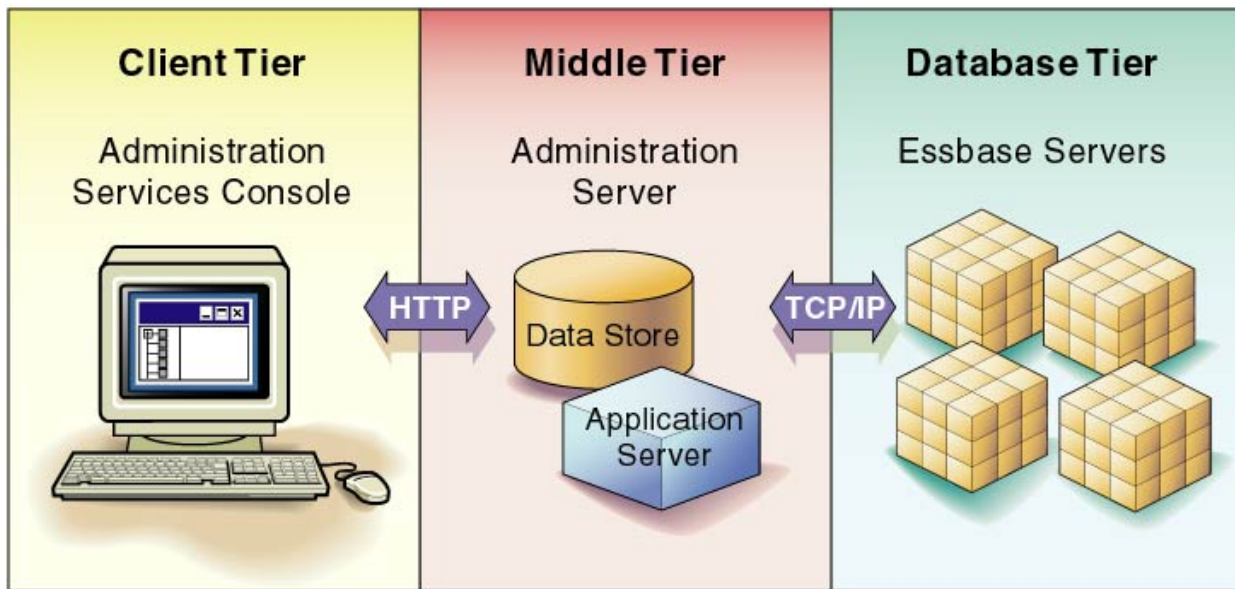 Client Tier
Administration
Services Console
HTTP
Middle Tier
Administration
Server
Data Store
Application
Server
TCP/IP
Database Tier
Essbase Servers